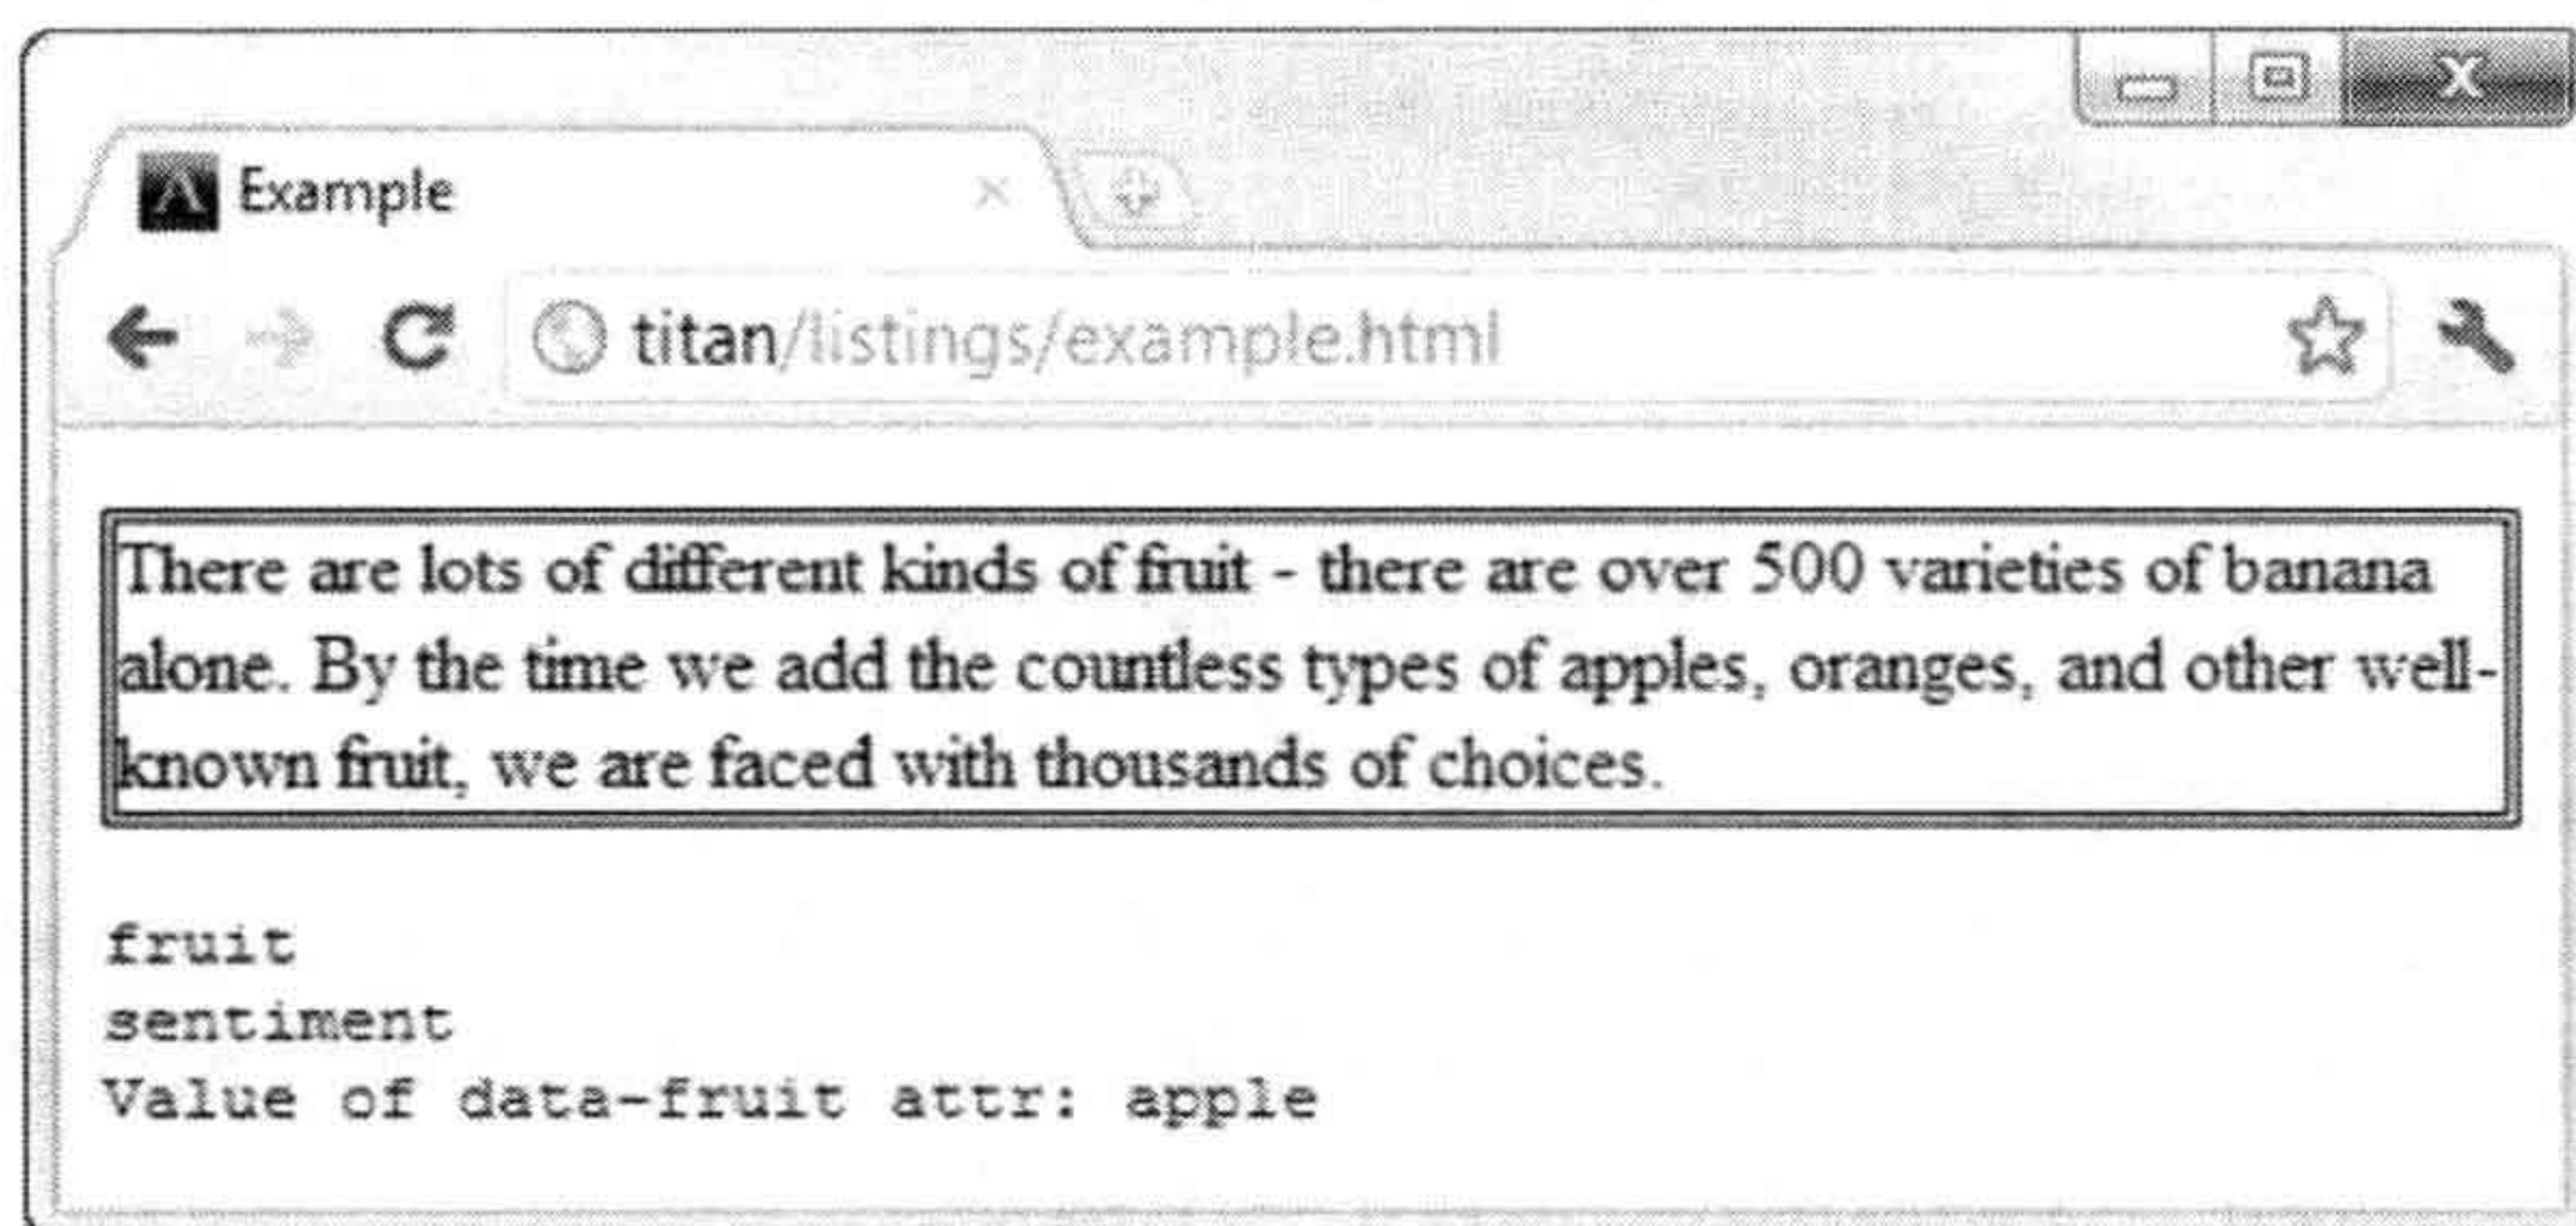 Example
titan/listings/example.html
There are lots of different kinds of fruit - there are over 500 varieties of banana
alone. By the time we add the countless types of apples, oranges, and other well-
known fruit, we are faced with thousands of choices.
fruit
sentiment
Value of data-fruit attr: apple